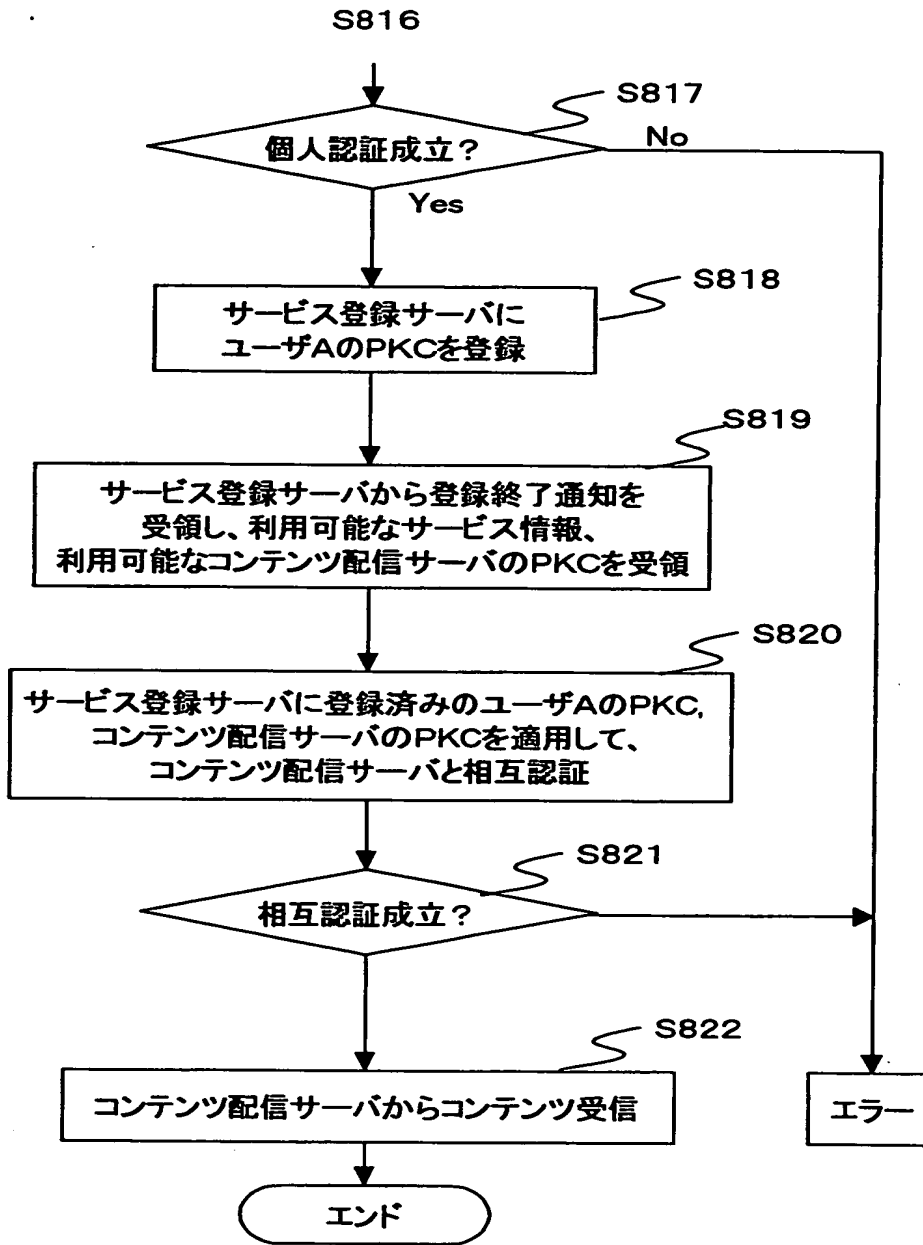 S816
S817
個人認証成立?
No
Yes
S818
サービス登録サーバに
ユーザAのPKCを登録
S819
サービス登録サーバから登録終了通知を
受領し、利用可能なサービス情報、
利用可能なコンテンツ配信サーバのPKCを受領
S820
サービス登録サーバに登録済みのユーザAのPKC,
コンテンツ配信サーバのPKCを適用して、
コンテンツ配信サーバと相互認証
S821
相互認証成立?
S822
コンテンツ配信サーバからコンテンツ受信
エラー
エンド